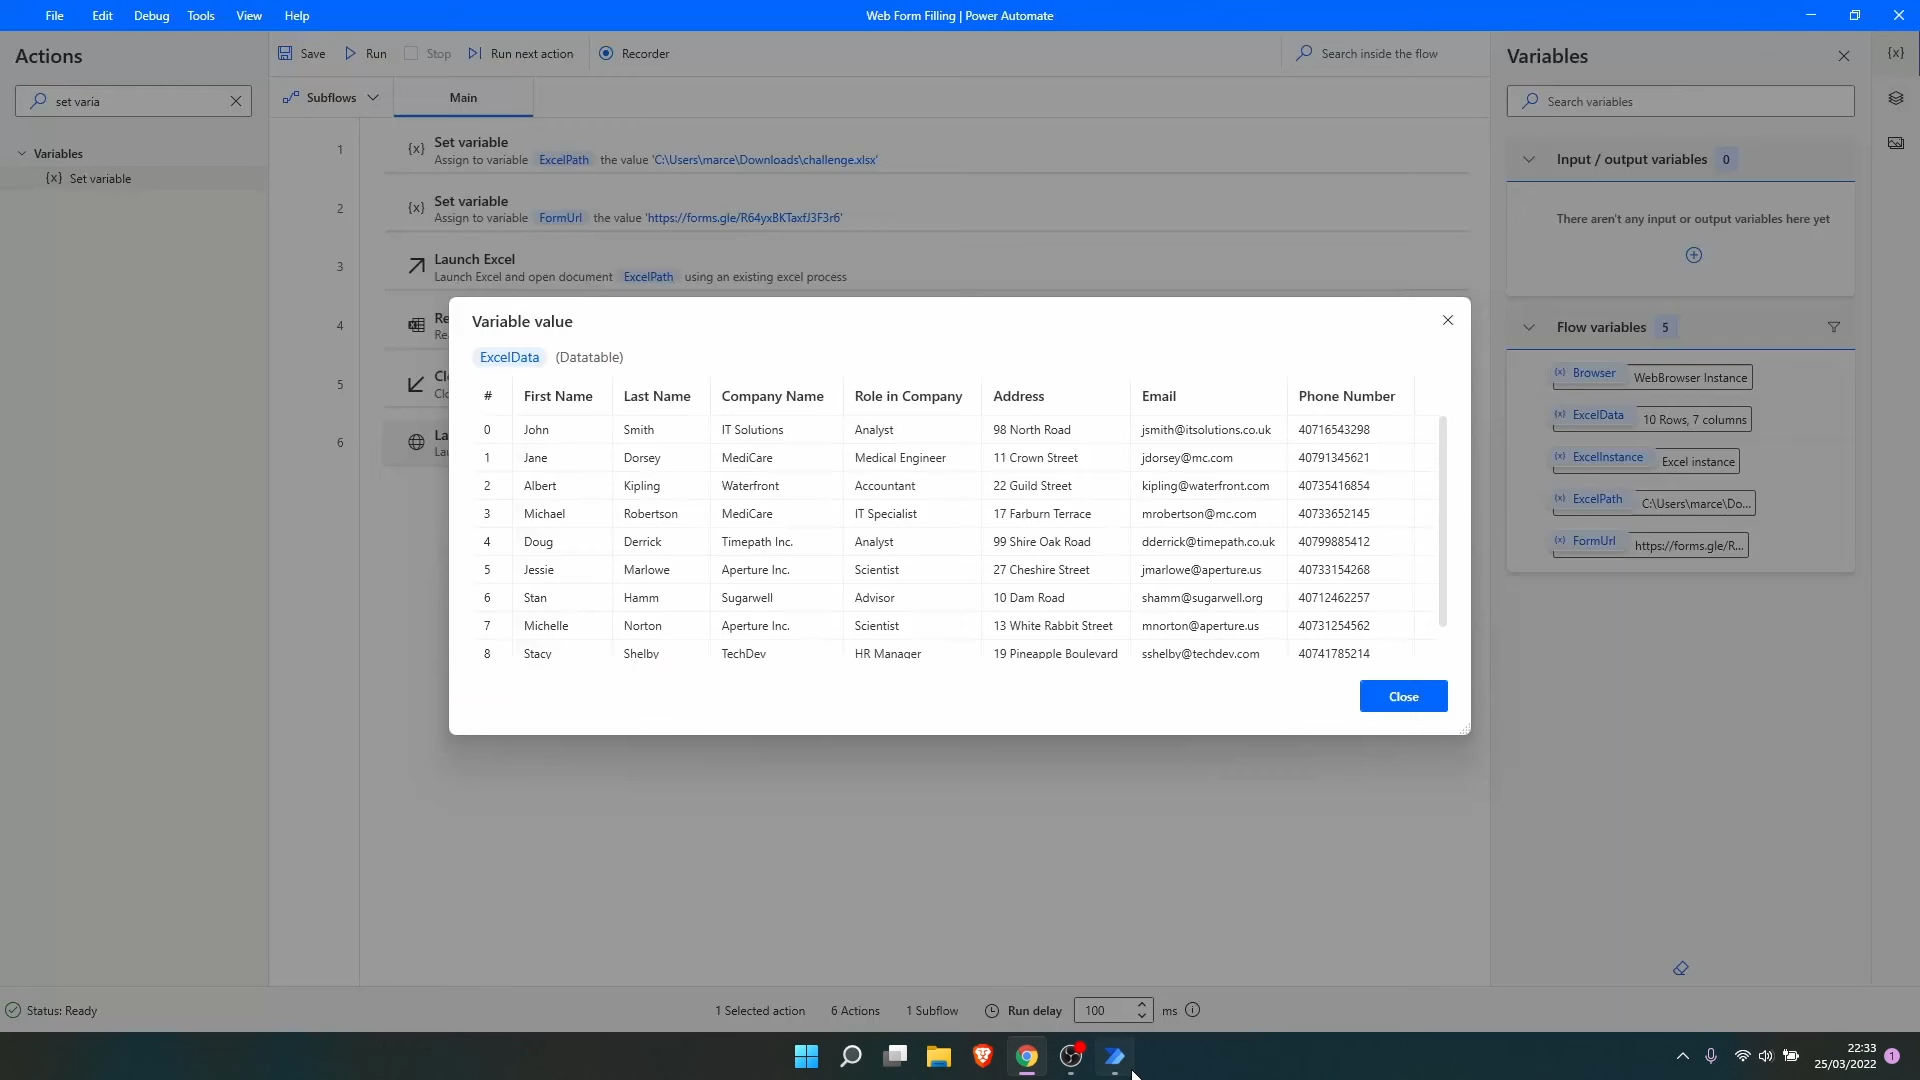 File Edit Debug Tools View Help
Web Form Filling | Power Automate
Actions
set varia
Variables
{x} Set variable
Save Run Stop Run next action Recorder
Search inside the flow
Subflows
Main
1
{x} Set variable
Assign to variable ExcelPath the value 'C:\Users\marce\Downloads\challenge.xlsx'
2
{x} Set variable
Assign to variable FormUrl the value 'https://forms.gle/R64yxBKTaxfJ3F3r6'
3
Launch Excel
Launch Excel and open document ExcelPath using an existing excel process
4
Re
Re
5
Cl
Clo
6
La
Lau
Variable value
ExcelData (Datatable)
# First Name Last Name Company Name Role in Company Address Email Phone Number
0 John Smith IT Solutions Analyst 98 North Road jsmith@itsolutions.co.uk 40716543298
1 Jane Dorsey MediCare Medical Engineer 11 Crown Street jdorsey@mc.com 40791345621
2 Albert Kipling Waterfront Accountant 22 Guild Street kipling@waterfront.com 40735416854
3 Michael Robertson MediCare IT Specialist 17 Farburn Terrace mrobertson@mc.com 40733652145
4 Doug Derrick Timepath Inc. Analyst 99 Shire Oak Road dderrick@timepath.co.uk 40799885412
5 Jessie Marlowe Aperture Inc. Scientist 27 Cheshire Street jmarlowe@aperture.us 40733154268
6 Stan Hamm Sugarwell Advisor 10 Dam Road shamm@sugarwell.org 40712462257
7 Michelle Norton Aperture Inc. Scientist 13 White Rabbit Street mnorton@aperture.us 40731254562
8 Stacy Shelby TechDev HR Manager 19 Pineapple Boulevard sshelby@techdev.com 40741785214
Close
Variables
{x}
Search variables
Input / output variables 0
There aren't any input or output variables here yet
Flow variables 5
(x) Browser WebBrowser Instance
(x) ExcelData 10 Rows, 7 columns
(x) ExcelInstance Excel instance
(x) ExcelPath C:\Users\marce\Do...
(x) FormUrl https://forms.gle/R...
Status: Ready
1 Selected action 6 Actions 1 Subflow Run delay 100 ms
22:33
25/03/2022
1